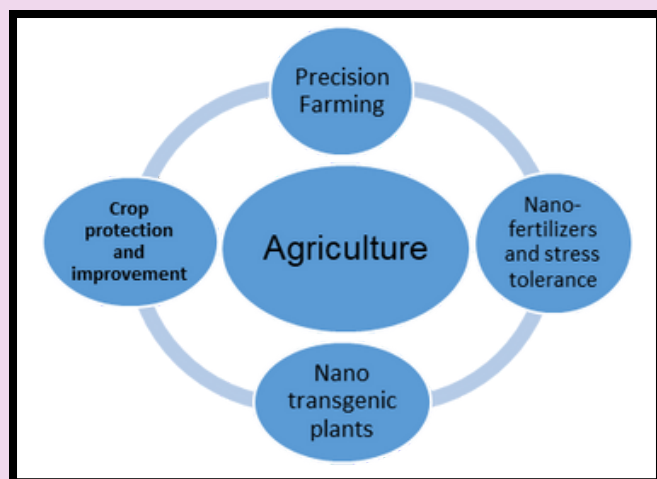 Precision
Farming
Crop
protection
and
improvement
Agriculture
Nano-
fertilizers
and stress
tolerance
Nano
transgenic
plants